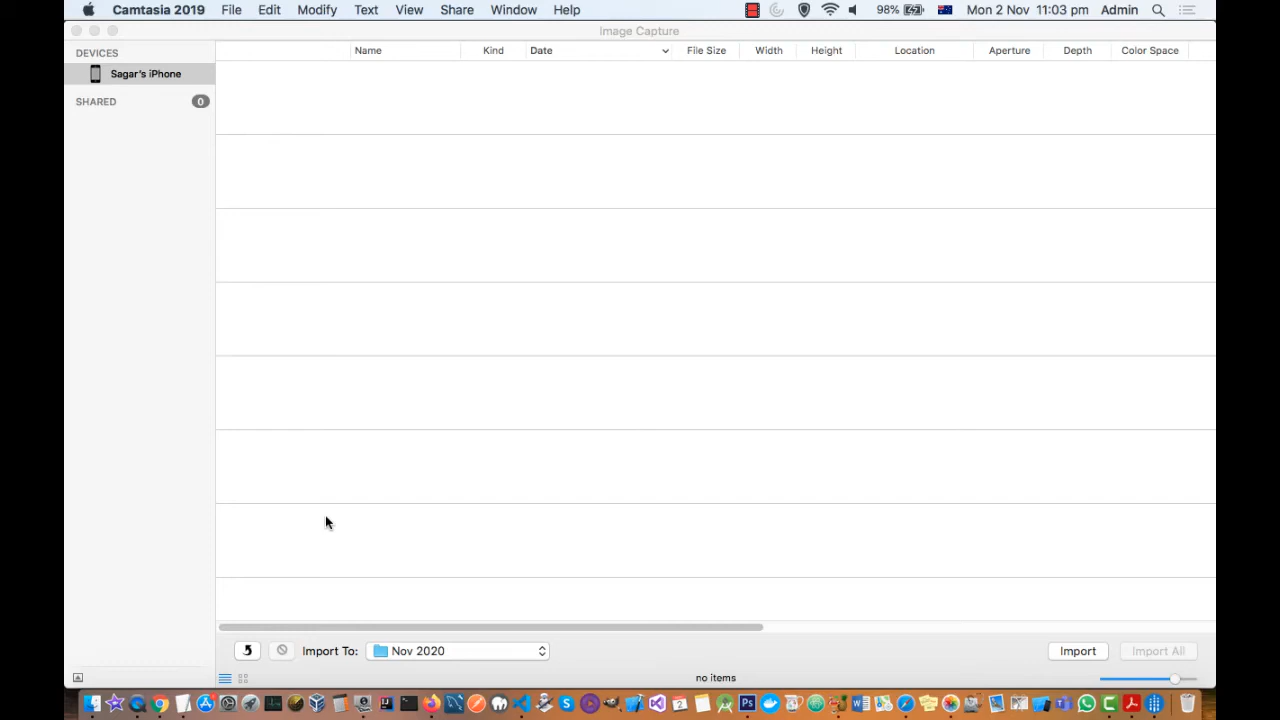 Camtasia 2019 File Edit Modify Text View Share Window Help 98% Mon 2 Nov 11:03 pm Admin
Image Capture
DEVICES
Sagar's iPhone
SHARED 0
Name Kind Date File Size Width Height Location Aperture Depth Color Space
Import To: Nov 2020 Import Import All
no items